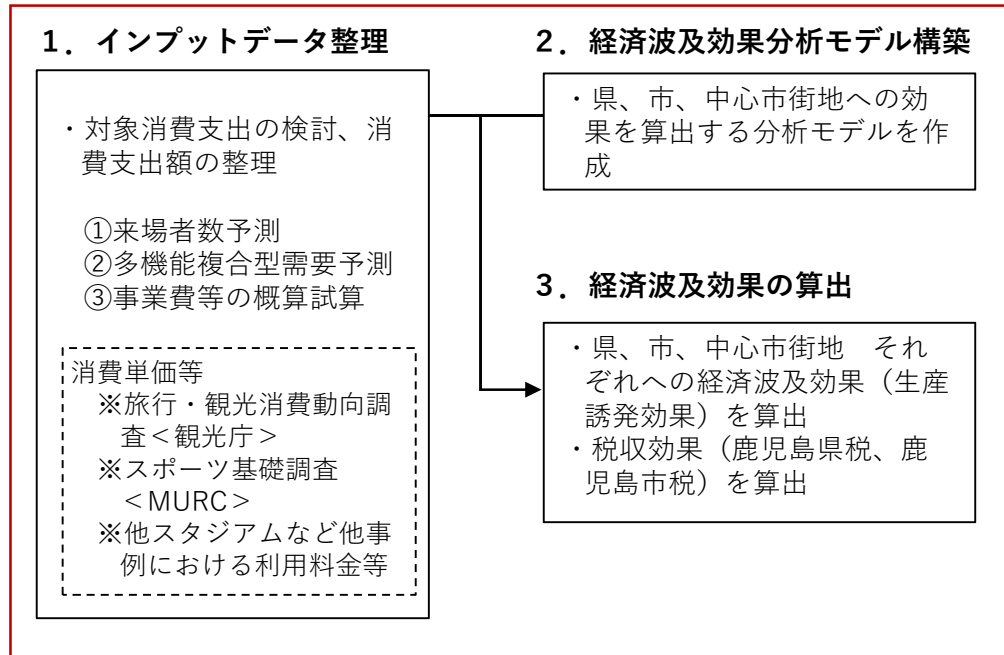 １．インプットデータ整理
・対象消費支出の検討、消
費支出額の整理
①来場者数予測
②多機能複合型需要予測
③事業費等の概算試算
消費単価等
※旅行・観光消費動向調
査＜観光庁＞
※スポーツ基礎調査
＜MURC＞
※他スタジアムなど他事
例における利用料金等
２．経済波及効果分析モデル構築
・県、市、中心市街地への効
果を算出する分析モデルを作
成
３．経済波及効果の算出
・県、市、中心市街地　それ
ぞれへの経済波及効果（生産
誘発効果）を算出
・税収効果（鹿児島県税、鹿
児島市税）を算出